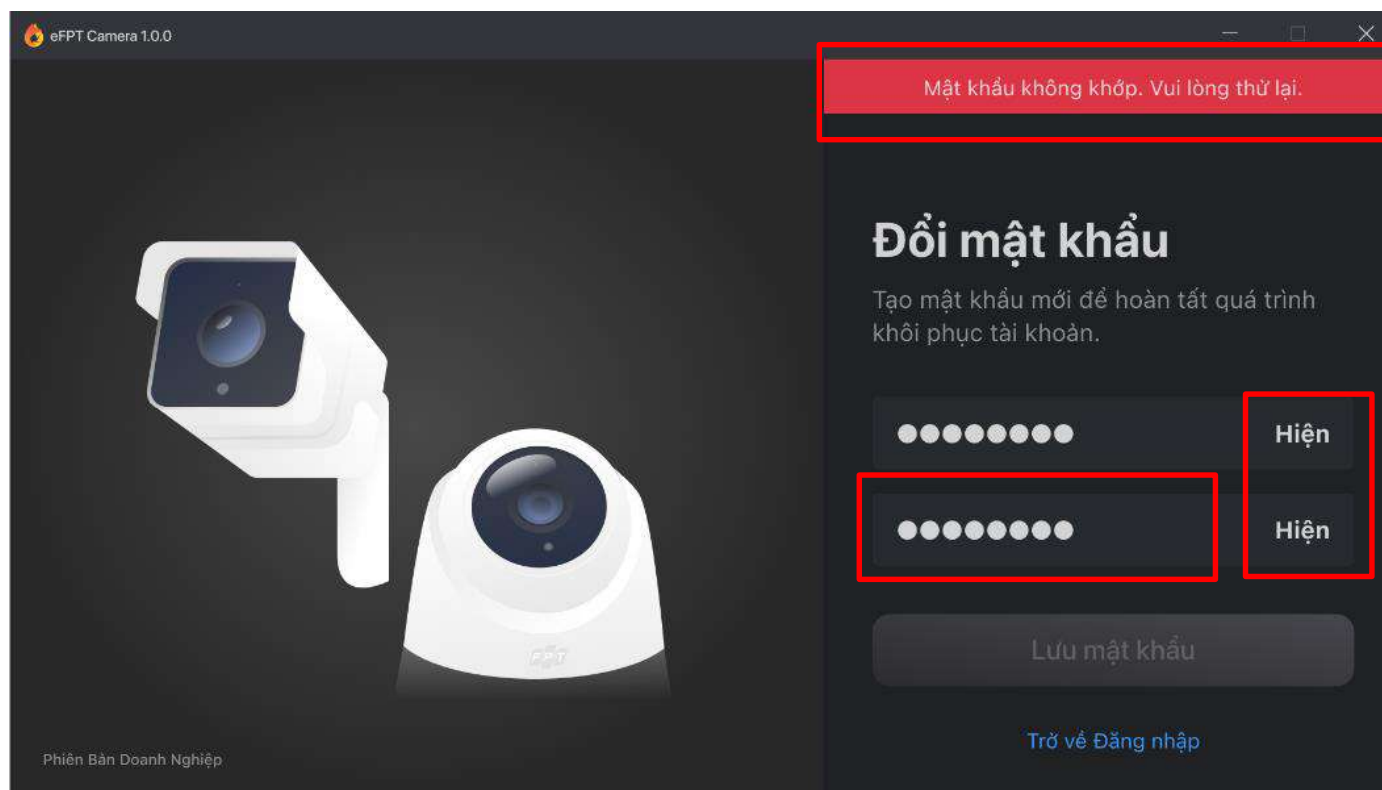 eFPT Camera 1.0.0
Mật khẩu không khớp. Vui lòng thử lại.
Đổi mật khẩu
Tạo mật khẩu mới để hoàn tất quá trình
khôi phục tài khoản.
Hiện
Hiện
Lưu mật khẩu
Trở về Đăng nhập
FPT
Phiên Bản Doanh Nghiệp